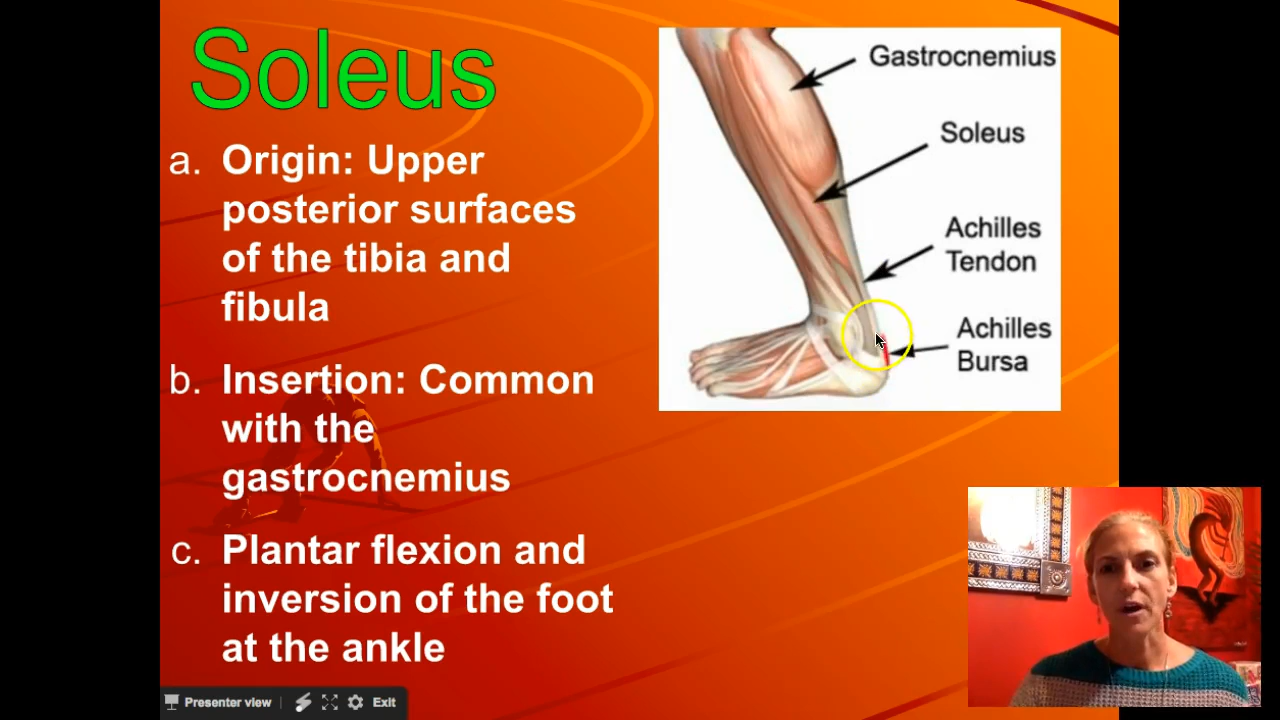 Soleus
a. Origin: Upper
posterior surfaces
of the tibia and
fibula
b. Insertion: Common
with the
gastrocnemius
c. Plantar flexion and
inversion of the foot
at the ankle
Gastrocnemius
Soleus
Achilles
Tendon
Achilles
Bursa
Presenter view
Exit